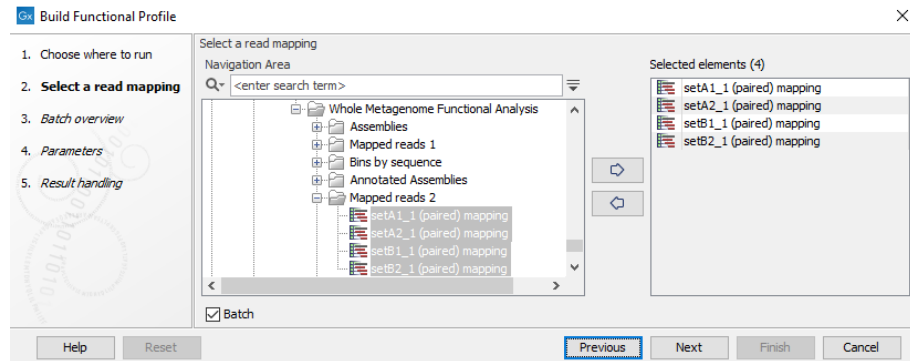 Gx Build Functional Profile
1. Choose where to run
2. Select a read mapping
3. Batch overview
4. Parameters
5. Result handling
Select a read mapping
Navigation Area
<enter search term>
Whole Metagenome Functional Analysis
Assemblies
Mapped reads 1
Bins by sequence
Annotated Assemblies
Mapped reads 2
setA1_1 (paired) mapping
setA2_1 (paired) mapping
setB1_1 (paired) mapping
setB2_1 (paired) mapping
Batch
Selected elements (4)
setA1_1 (paired) mapping
setA2_1 (paired) mapping
setB1_1 (paired) mapping
setB2_1 (paired) mapping
Help Reset Previous Next Finish Cancel